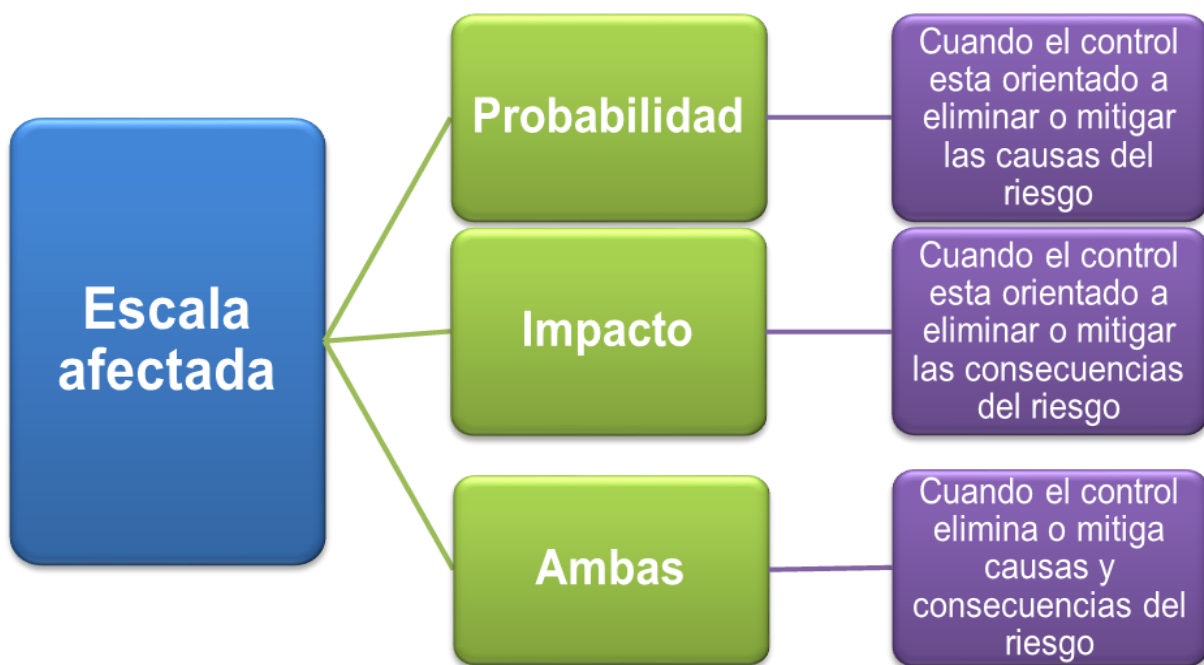 Escala
afectada
Probabilidad
Cuando el control
esta orientado a
eliminar o mitigar
las causas del
riesgo
Impacto
Cuando el control
esta orientado a
eliminar o mitigar
las consecuencias
del riesgo
Ambas
Cuando el control
elimina o mitiga
causas y
consecuencias del
riesgo